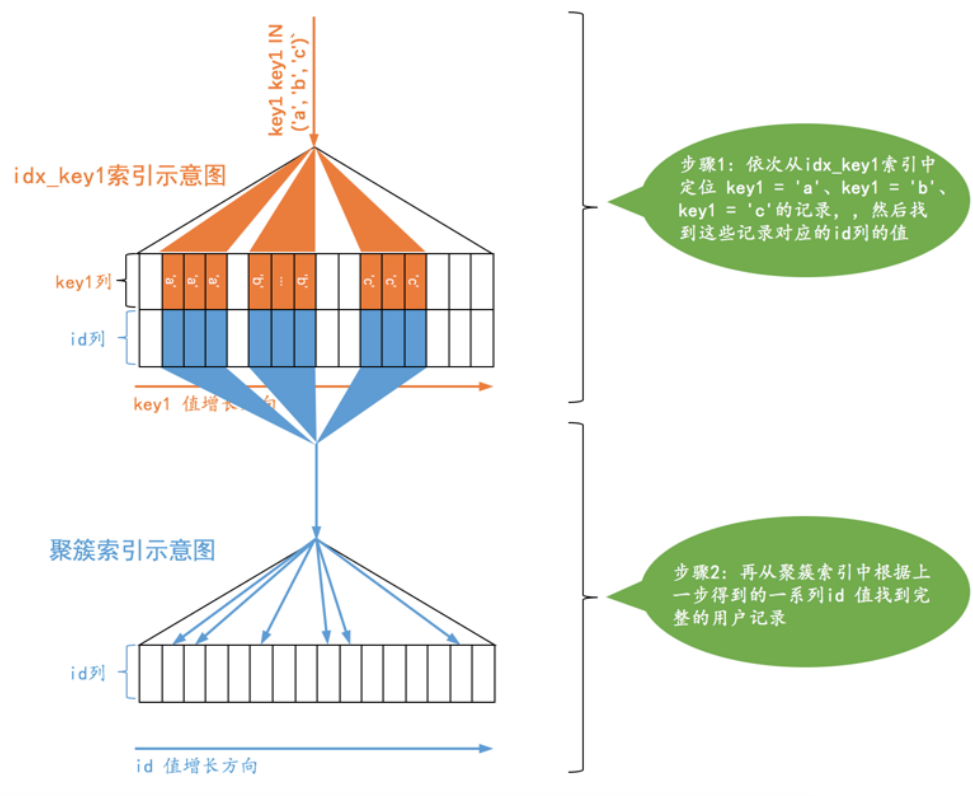 key1 key1 IN
('a', 'b', 'c')`
idx_key1索引示意图
key1列
'a'
'a'
'a'
'b'
...
'b'
'c'
'c'
'c'
id列
key1 值增长方向
步骤1：依次从idx_key1索引中
定位 key1 = 'a'、key1 = 'b'、
key1 = 'c'的记录，，然后找
到这些记录对应的id列的值
聚簇索引示意图
id列
id 值增长方向
步骤2：再从聚簇索引中根据上
一步得到的一系列id 值找到完
整的用户记录